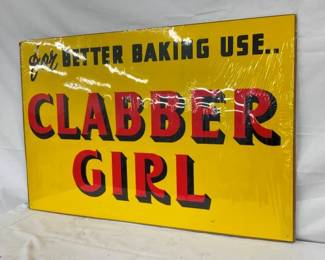 for BETTER BAKING USE..
CLABBER
GIRL